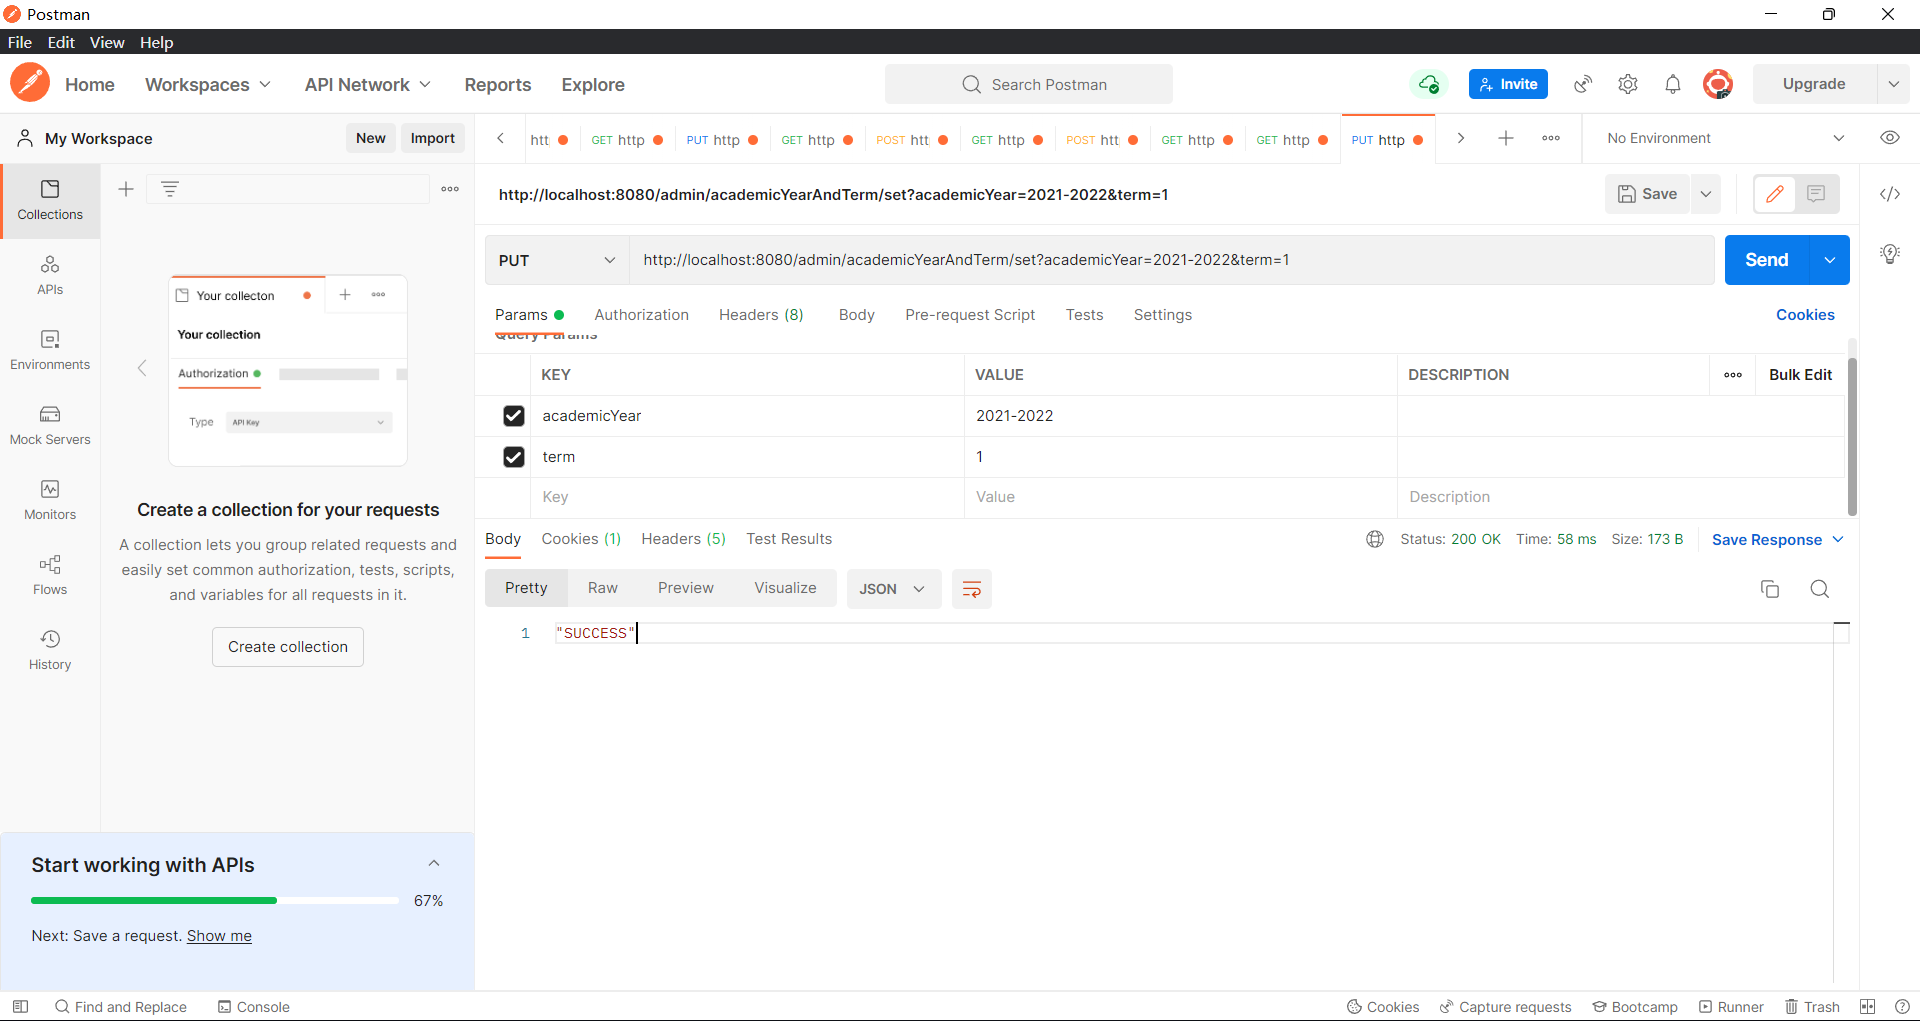 Postman
File Edit View Help
Home Workspaces API Network Reports Explore Search Postman Invite Upgrade
My Workspace New Import
htt GET http PUT http GET http POST htt GET http POST htt GET http GET http PUT http No Environment
http://localhost:8080/admin/academicYearAndTerm/set?academicYear=2021-2022&term=1 Save
PUT http://localhost:8080/admin/academicYearAndTerm/set?academicYear=2021-2022&term=1 Send
Params Authorization Headers (8) Body Pre-request Script Tests Settings Cookies
Query Params
KEY VALUE DESCRIPTION Bulk Edit
academicYear 2021-2022
term 1
Key Value Description
Body Cookies (1) Headers (5) Test Results Status: 200 OK Time: 58 ms Size: 173 B Save Response
Pretty Raw Preview Visualize JSON
1 "SUCCESS"
Collections
APIs
Environments
Mock Servers
Monitors
Flows
History
Your collecton
Your collection
Authorization
Type API Key
Create a collection for your requests
A collection lets you group related requests and
easily set common authorization, tests, scripts,
and variables for all requests in it.
Create collection
Start working with APIs
67%
Next: Save a request. Show me
Find and Replace Console Cookies Capture requests Bootcamp Runner Trash